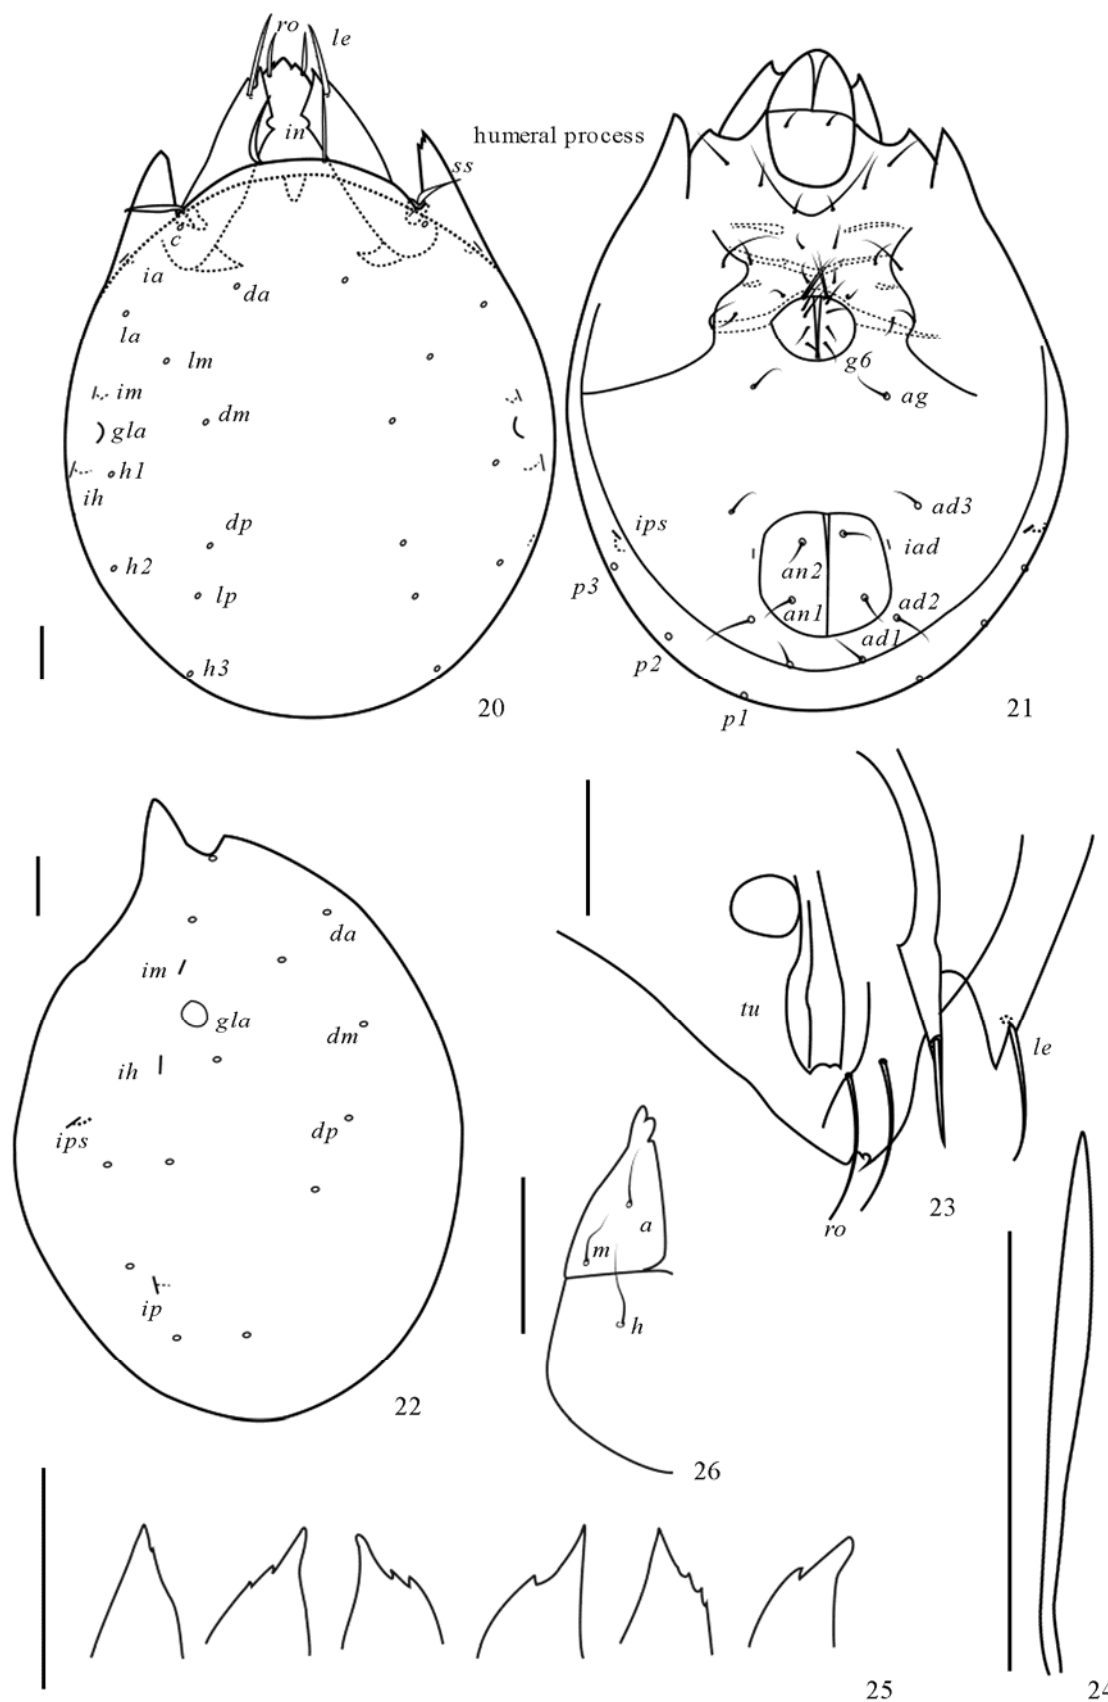 ro
le
in
humeral process
ss
c
ia
da
la
lm
im
dm
gla
h1
ih
dp
h2
lp
h3
20
g6
ag
ad3
ips
iad
an2
p3
an1
ad2
ad1
p2
p1
21
da
im
gla
dm
ih
ips
dp
ip
22
tu
le
ro
23
a
m
h
26
25
24